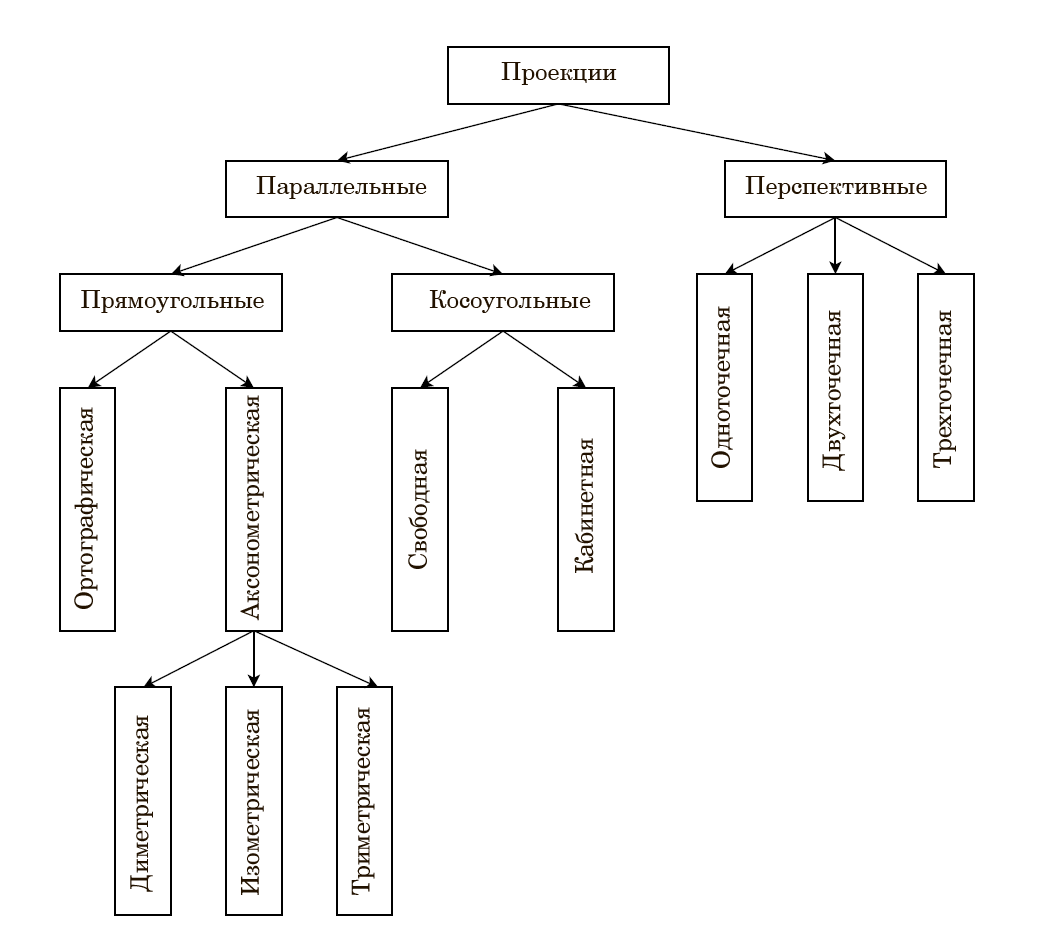 Проекции
Параллельные
Перспективные
Прямоугольные
Косоугольные
Одноточечная
Двухточечная
Трехточечная
Ортографическая
Аксонометрическая
Свободная
Кабинетная
Диметрическая
Изометрическая
Триметрическая